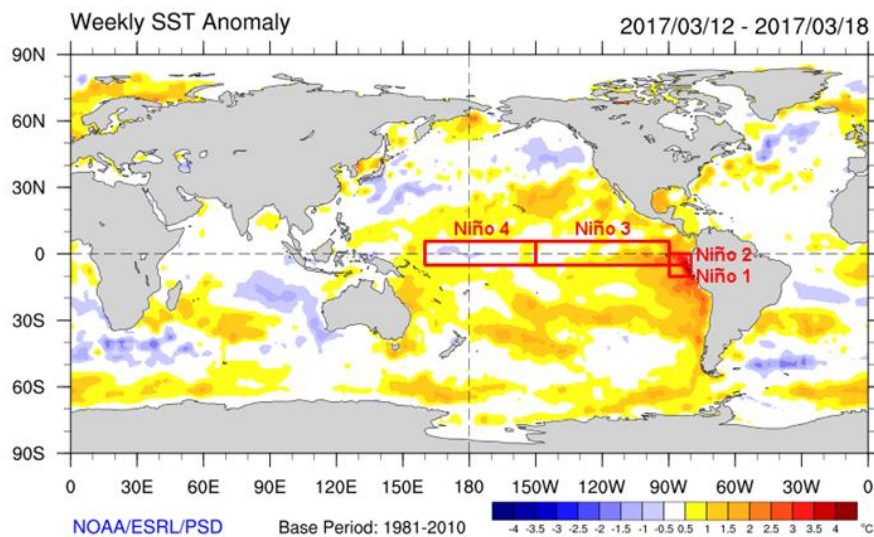 Weekly SST Anomaly
2017/03/12 - 2017/03/18
90N
60N
30N
0
30S
60S
90S
Niño 4
Niño 3
Niño 2
Niño 1
0 30E 60E 90E 120E 150E 180 150W 120W 90W 60W 30W 0
NOAA/ESRL/PSD
Base Period: 1981-2010
-4 -3.5 -3 -2.5 -2 -1.5 -1 -0.5 0.5 1 1.5 2 2.5 3 3.5 4 °C